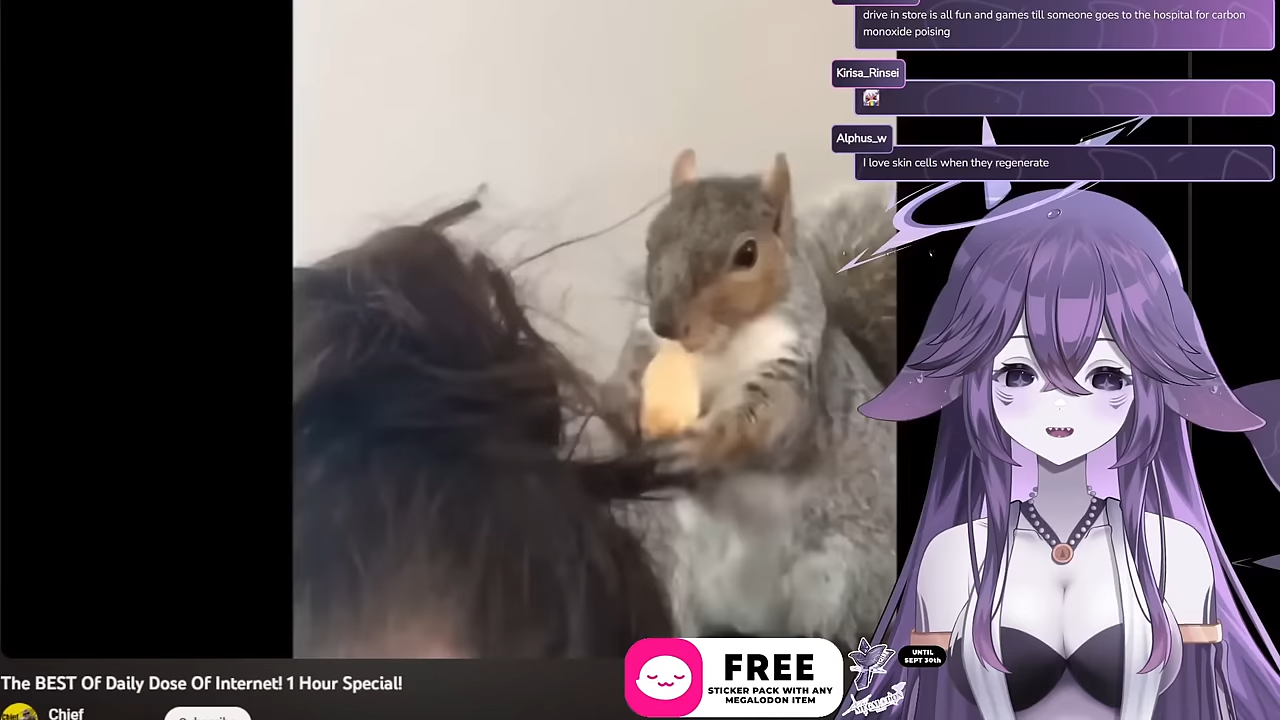 drive in store is all fun and games till someone goes to the hospital for carbon
monoxide poising
Kirisa_Rinsei
Alphus_w
I love skin cells when they regenerate
FREE
STICKER PACK WITH ANY
MEGALODON ITEM
UNTIL
SEPT 30th
The BEST Of Daily Dose Of Internet! 1 Hour Special!
Chief